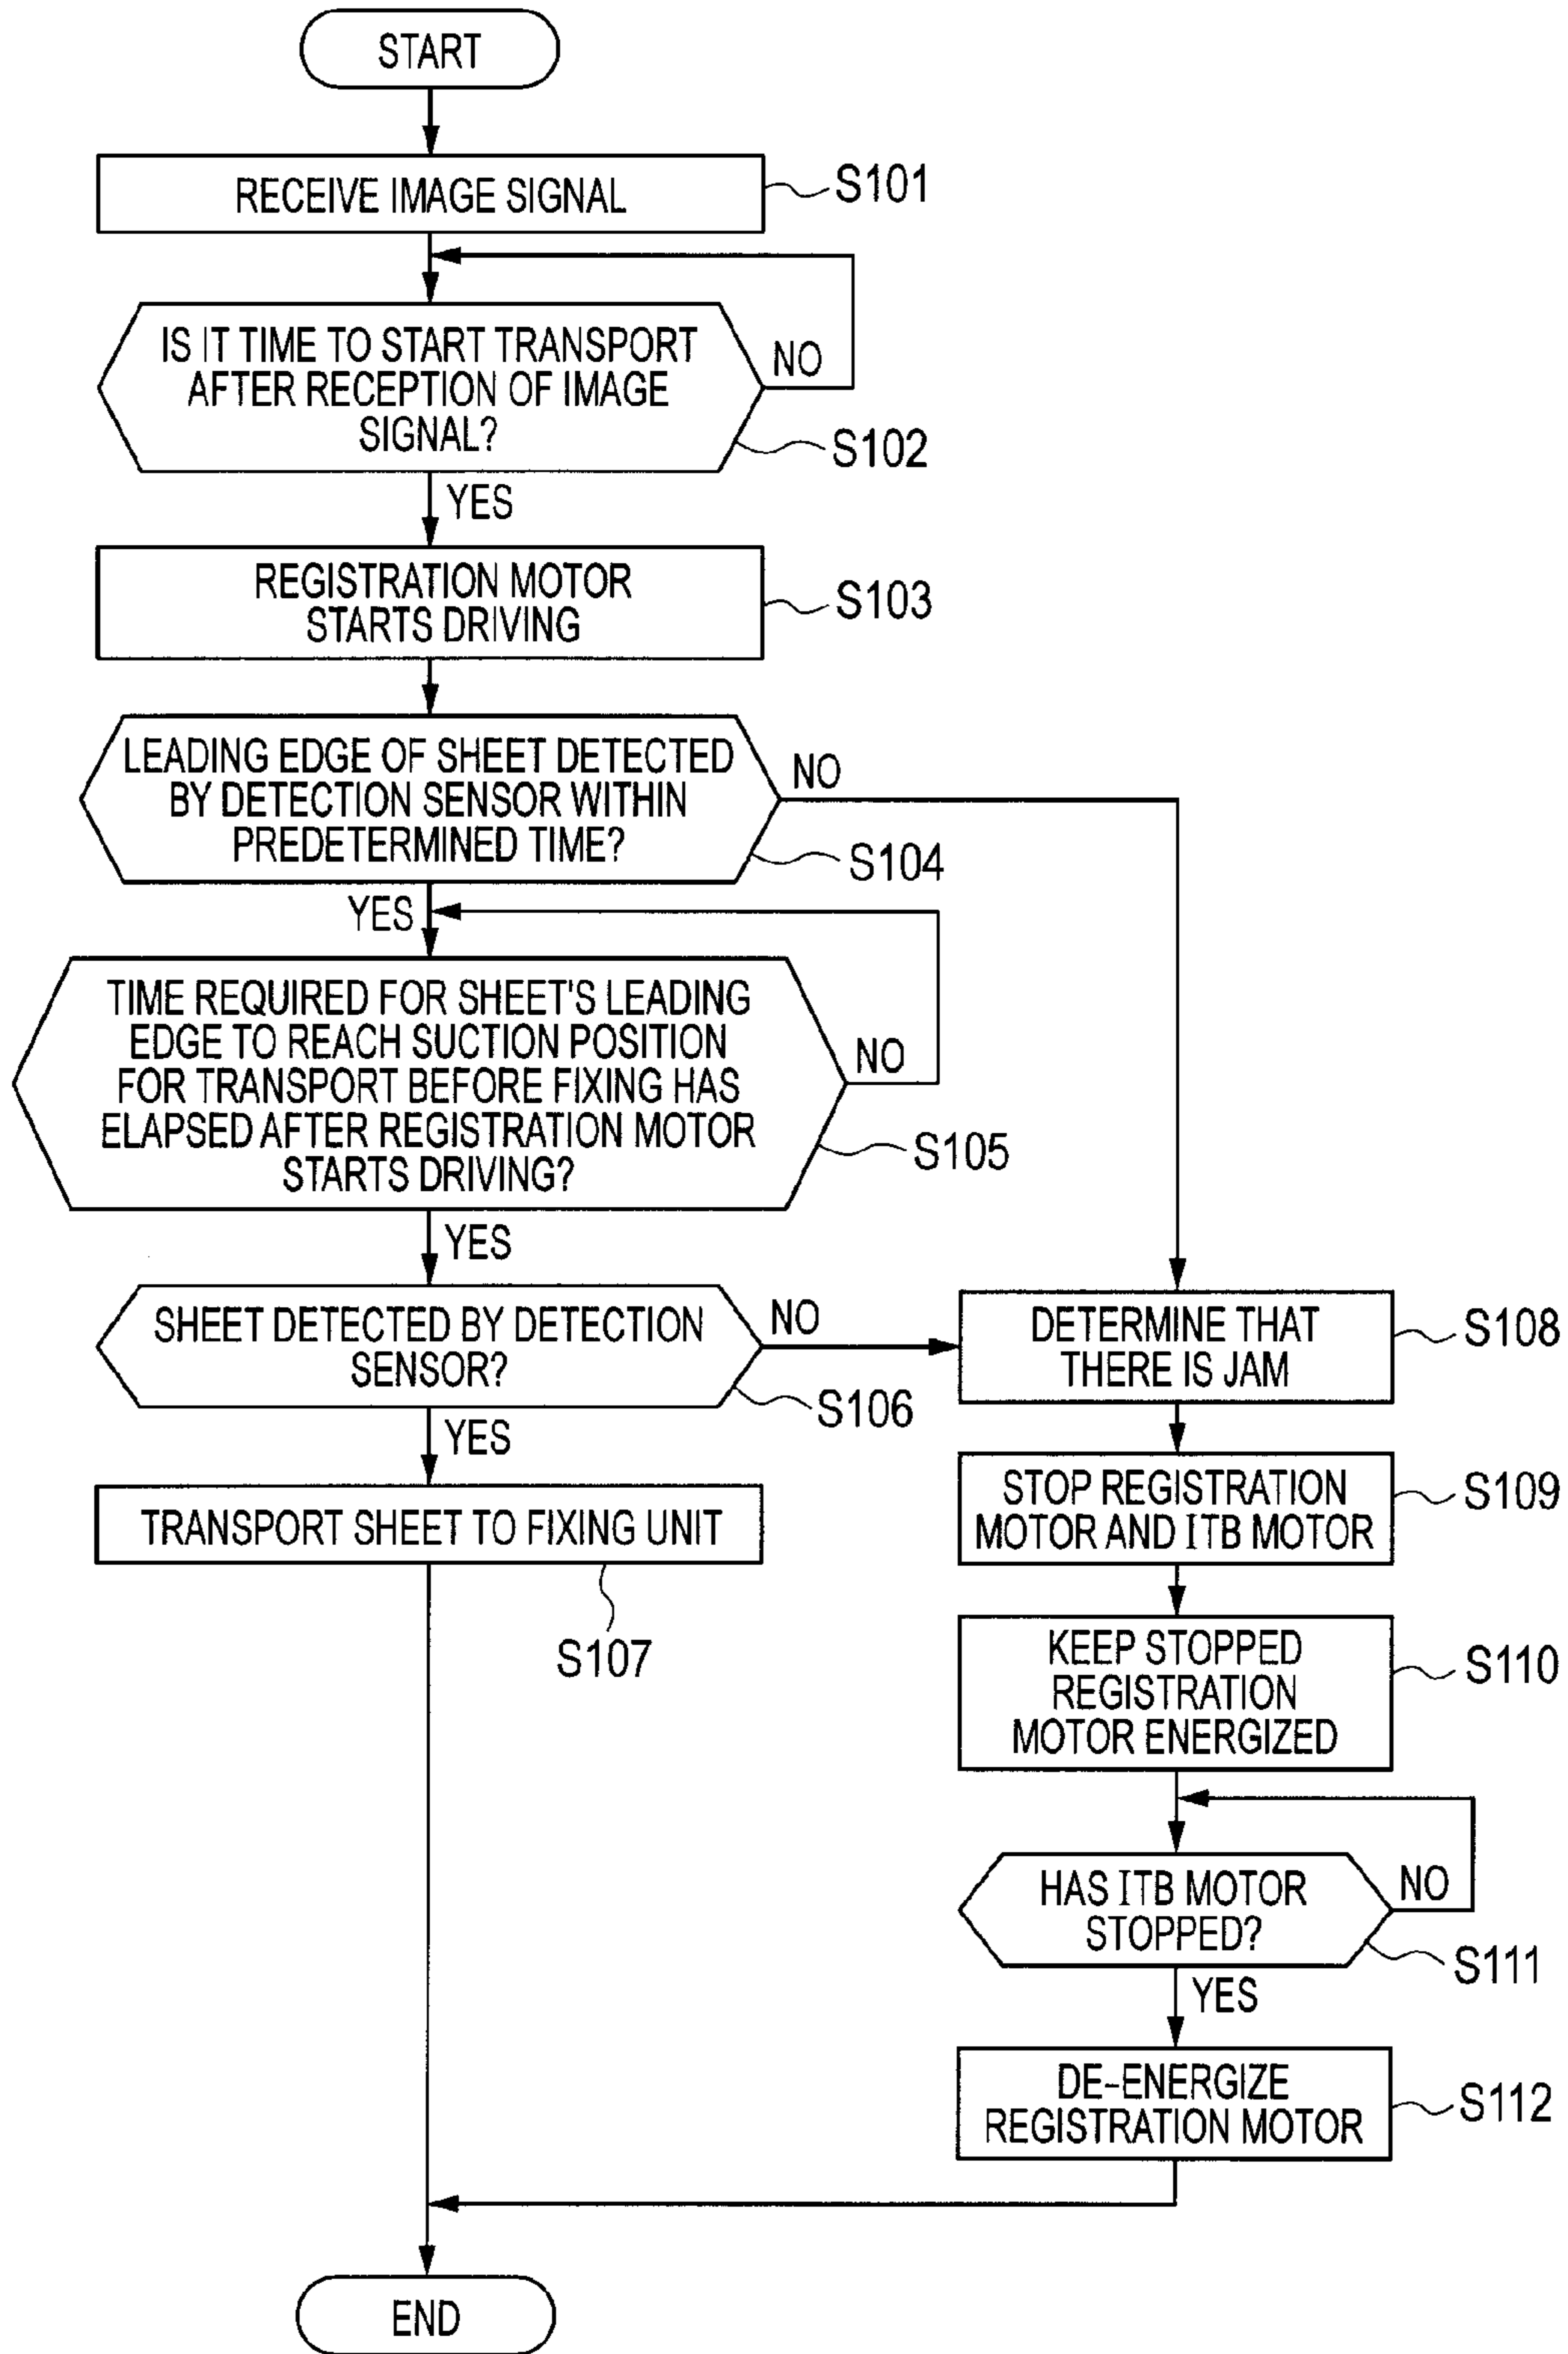 START
RECEIVE IMAGE SIGNAL
S101
IS IT TIME TO START TRANSPORT
AFTER RECEPTION OF IMAGE
SIGNAL?
NO
S102
YES
REGISTRATION MOTOR
STARTS DRIVING
S103
LEADING EDGE OF SHEET DETECTED
BY DETECTION SENSOR WITHIN
PREDETERMINED TIME?
NO
S104
YES
TIME REQUIRED FOR SHEET'S LEADING
EDGE TO REACH SUCTION POSITION
FOR TRANSPORT BEFORE FIXING HAS
ELAPSED AFTER REGISTRATION MOTOR
STARTS DRIVING?
NO
S105
YES
SHEET DETECTED BY DETECTION
SENSOR?
NO
S106
YES
TRANSPORT SHEET TO FIXING UNIT
S107
DETERMINE THAT
THERE IS JAM
S108
STOP REGISTRATION
MOTOR AND ITB MOTOR
S109
KEEP STOPPED
REGISTRATION
MOTOR ENERGIZED
S110
HAS ITB MOTOR
STOPPED?
NO
S111
YES
DE-ENERGIZE
REGISTRATION MOTOR
S112
END